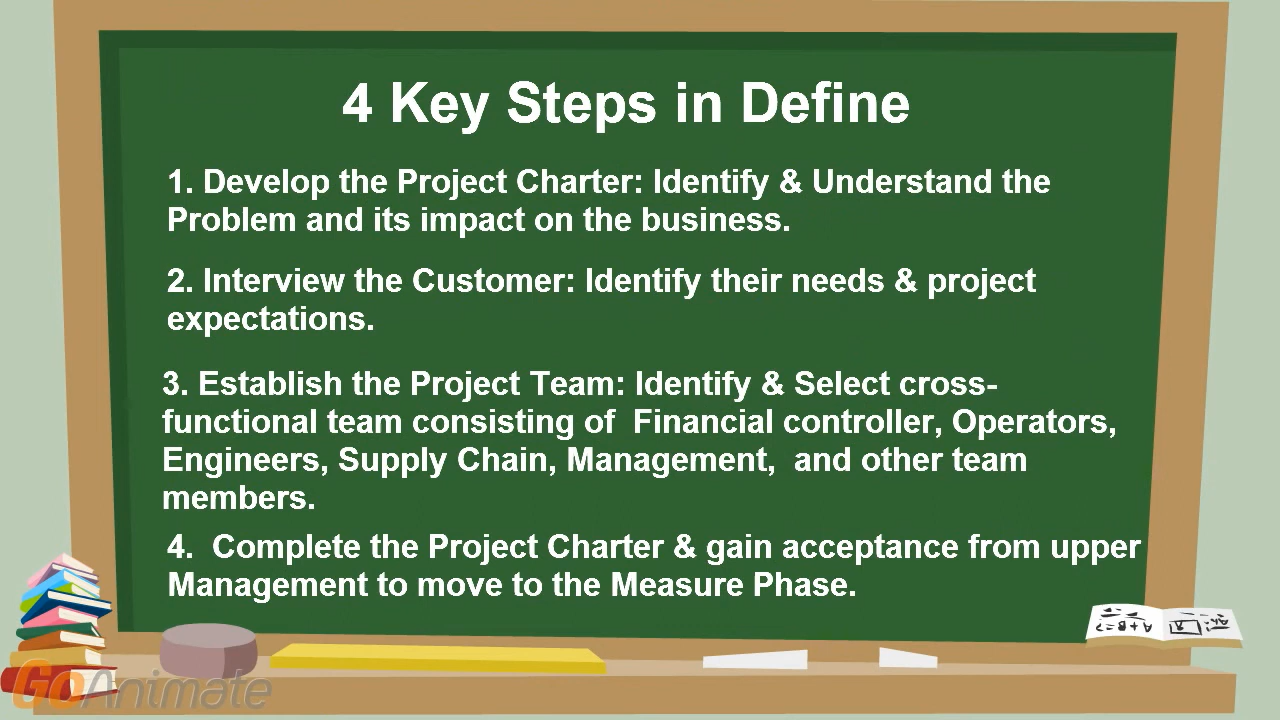 4 Key Steps in Define
1. Develop the Project Charter: Identify & Understand the
Problem and its impact on the business.
2. Interview the Customer: Identify their needs & project
expectations.
3. Establish the Project Team: Identify & Select cross-
functional team consisting of  Financial controller, Operators,
Engineers, Supply Chain, Management,  and other team
members.
4.  Complete the Project Charter & gain acceptance from upper
Management to move to the Measure Phase.
A+B=?
GoAnimate